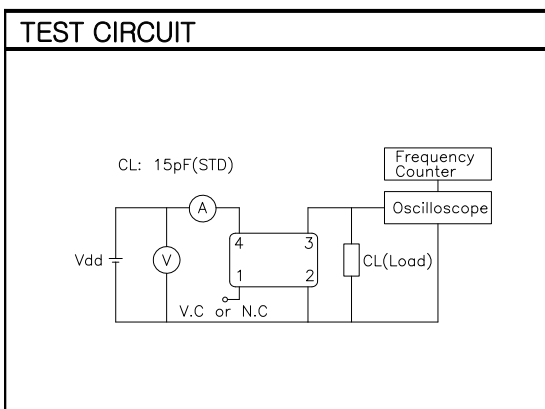 TEST CIRCUIT
CL: 15pF(STD)
Frequency
Counter
Oscilloscope
A
4
3
Vdd
V
CL(Load)
1
2
V.C or N.C